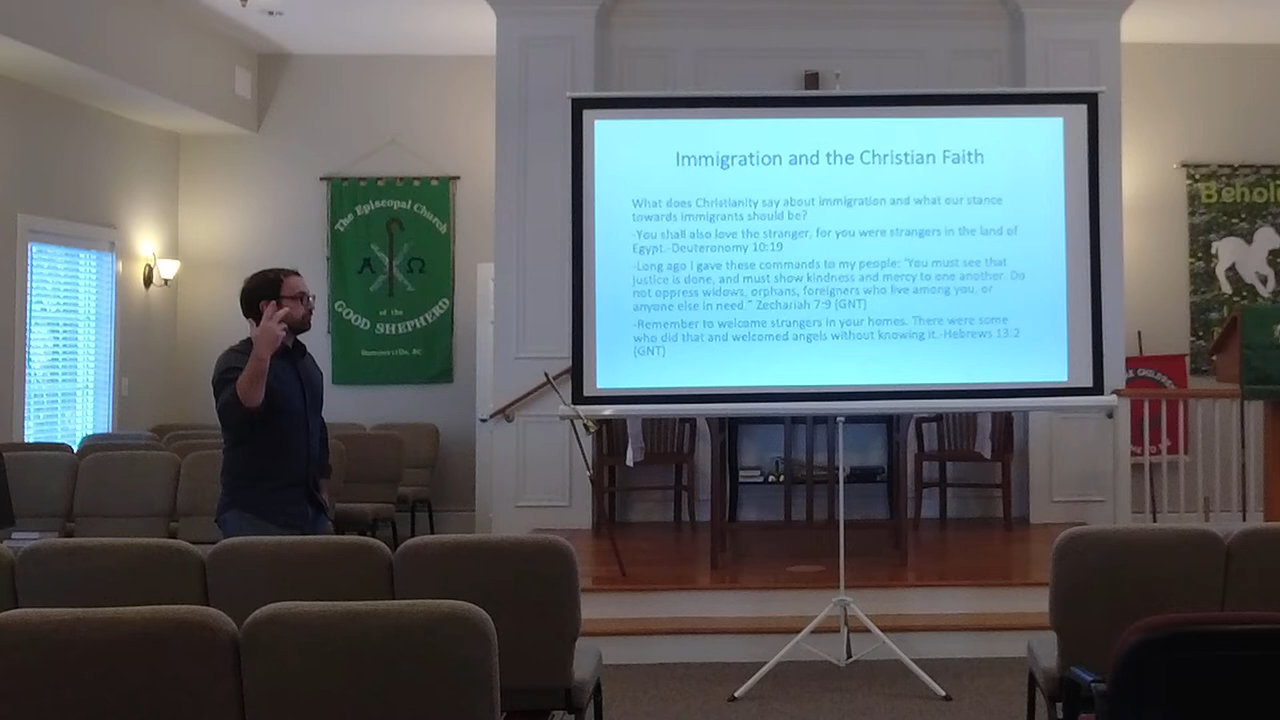 Immigration and the Christian Faith
What does Christianity say about immigration and what our stance
towards immigrants should be?
-You shall also love the stranger, for you were strangers in the land of
Egypt.-Deuteronomy 10:19
-Long ago I gave these commands to my people: "You must see that
justice is done, and must show kindness and mercy to one another. Do
not oppress widows, orphans, foreigners who live among you, or
anyone else in need." Zechariah 7:9 (GNT)
-Remember to welcome strangers in your homes. There were some
who did that and welcomed angels without knowing it.-Hebrews 13:2
(GNT)
The Episcopal Church
Α Ω
of the
GOOD SHEPHERD
Behol